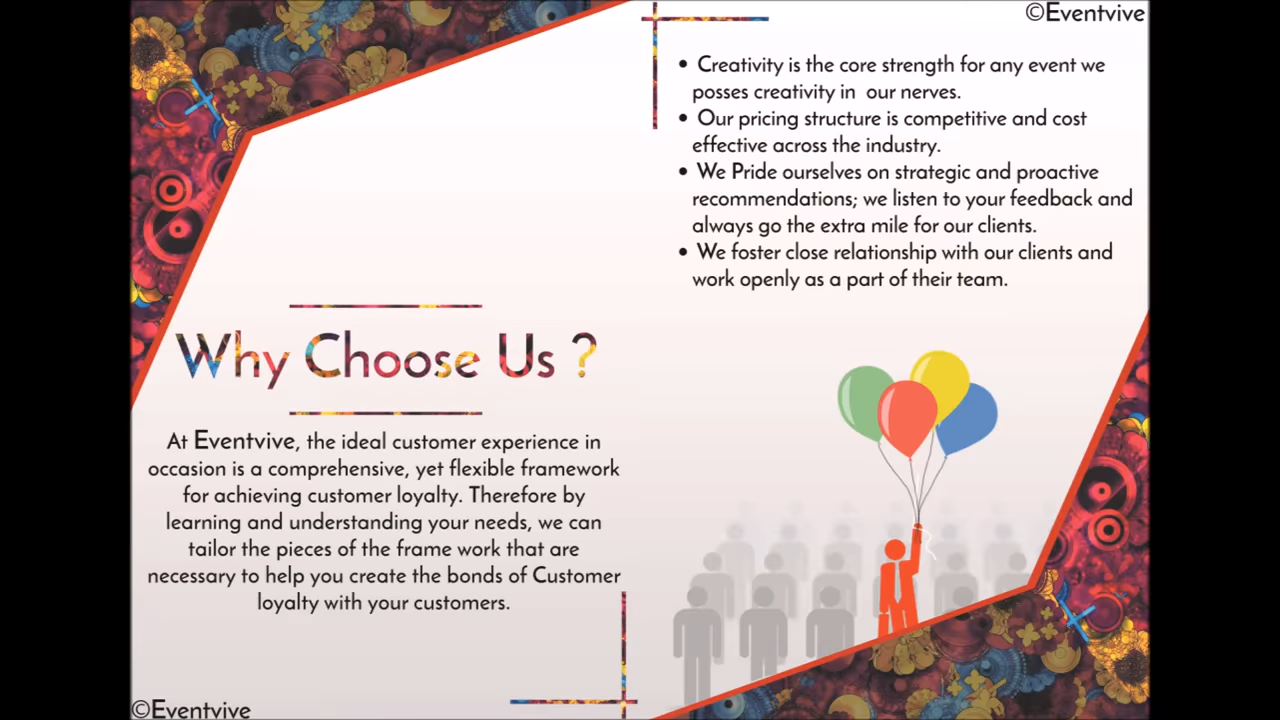 ©Eventvive
• Creativity is the core strength for any event we
posses creativity in our nerves.
• Our pricing structure is competitive and cost
effective across the industry.
• We Pride ourselves on strategic and proactive
recommendations; we listen to your feedback and
always go the extra mile for our clients.
• We foster close relationship with our clients and
work openly as a part of their team.
Why Choose Us ?
At Eventvive, the ideal customer experience in
occasion is a comprehensive, yet flexible framework
for achieving customer loyalty. Therefore by
learning and understanding your needs, we can
tailor the pieces of the frame work that are
necessary to help you create the bonds of Customer
loyalty with your customers.
©Eventvive